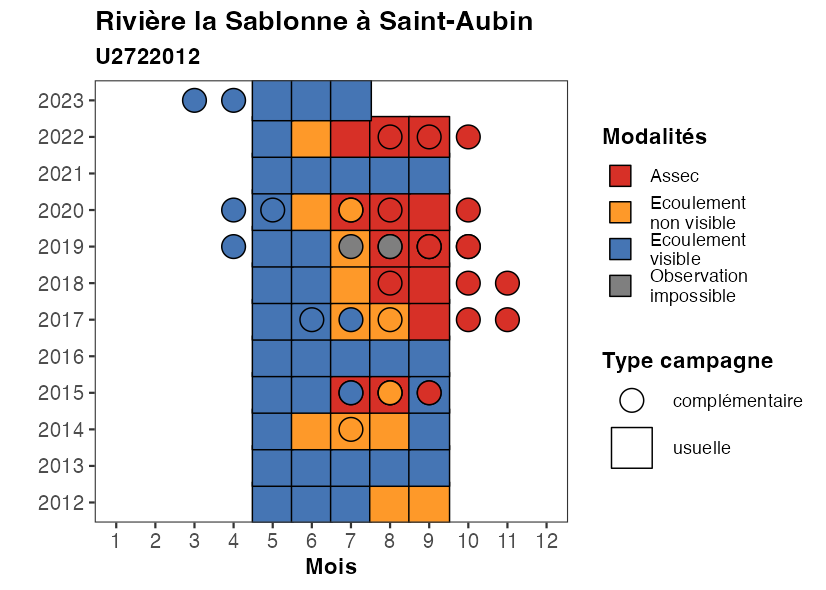 Rivière la Sablonne à Saint-Aubin
U2722012
2023
2022
2021
2020
2019
2018
2017
2016
2015
2014
2013
2012
1 2 3 4 5 6 7 8 9 10 11 12
Mois
Modalités
Assec
Ecoulement
non visible
Ecoulement
visible
Observation
impossible
Type campagne
complémentaire
usuelle